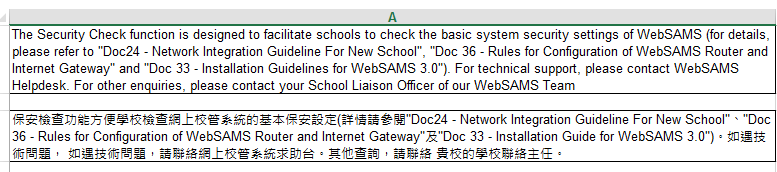 A
The Security Check function is designed to facilitate schools to check the basic system security settings of WebSAMS (for details,
please refer to "Doc24 - Network Integration Guideline For New School", "Doc 36 - Rules for Configuration of WebSAMS Router and
Internet Gateway" and "Doc 33 - Installation Guidelines for WebSAMS 3.0"). For technical support, please contact WebSAMS
Helpdesk. For other enquiries, please contact your School Liaison Officer of our WebSAMS Team
保安檢查功能方便學校檢查網上校管系統的基本保安設定(詳情請參閱"Doc24 - Network Integration Guideline For New School"、"Doc
36 - Rules for Configuration of WebSAMS Router and Internet Gateway"及"Doc 33 - Installation Guide for WebSAMS 3.0")。如遇技
術問題， 如遇技術問題，請聯絡網上校管系統求助台。其他查詢，請聯絡 貴校的學校聯絡主任。